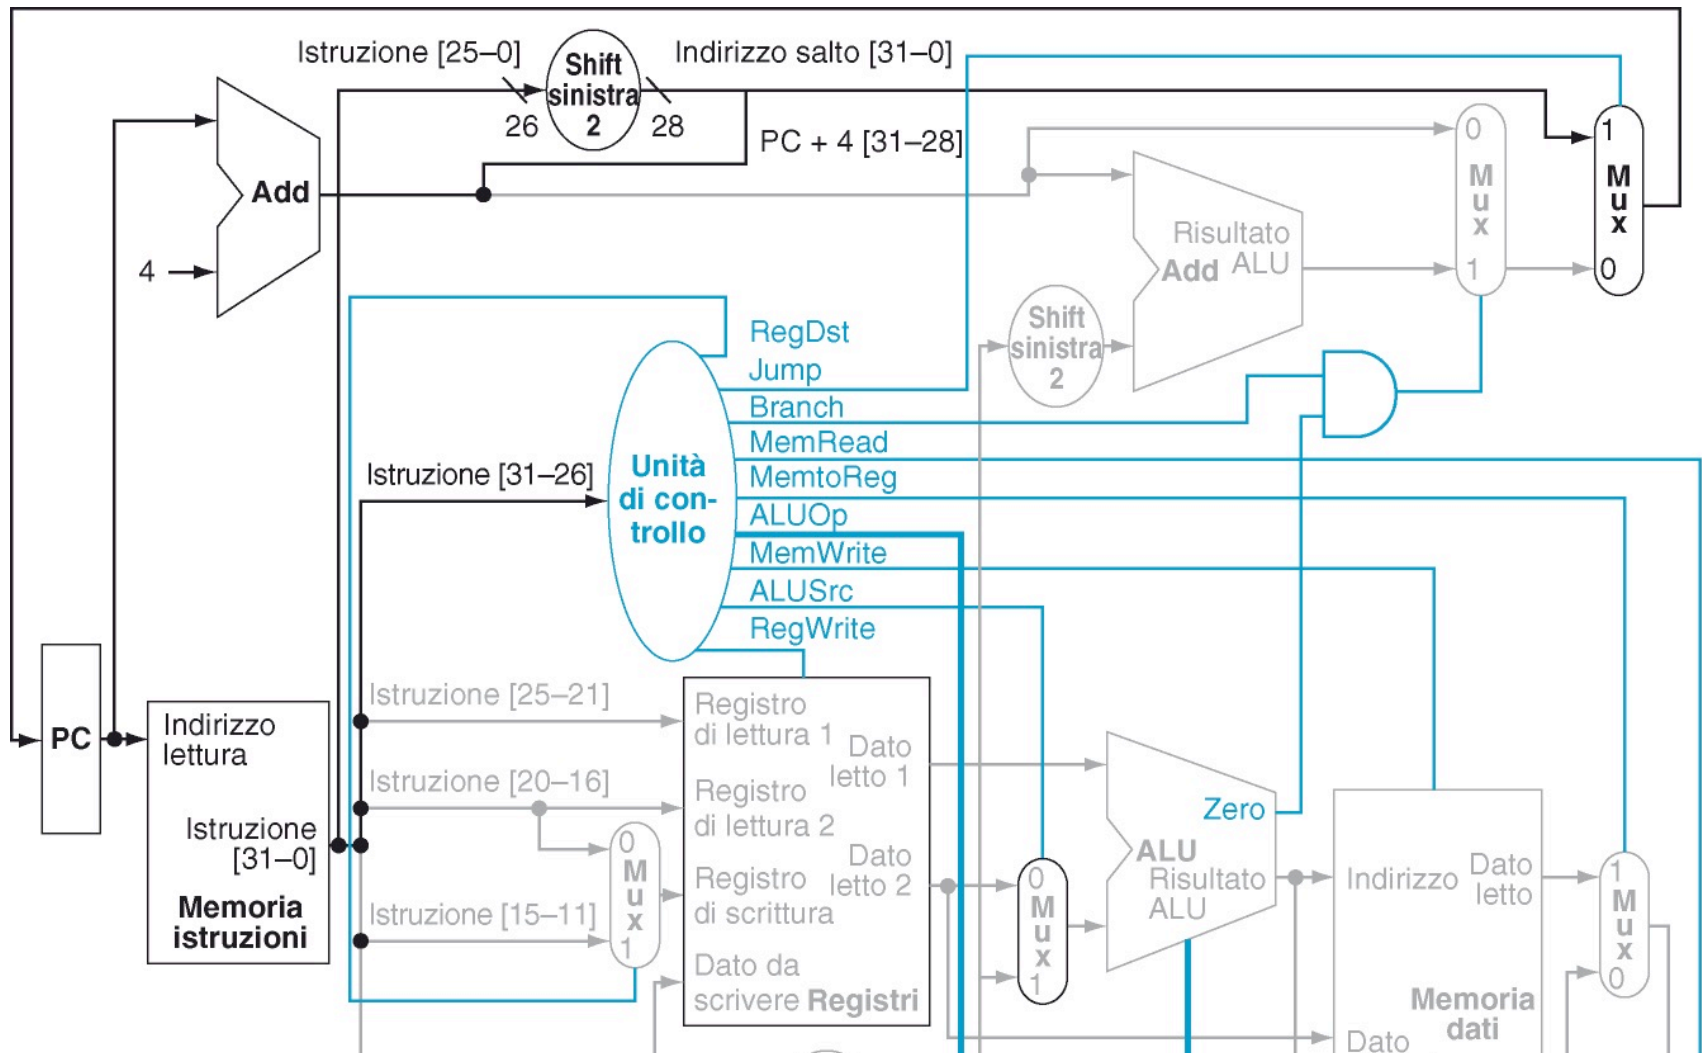 Istruzione [25–0]
Shift
sinistra
2
26
28
Indirizzo salto [31–0]
PC + 4 [31–28]
Add
4
0
M
u
x
1
1
M
u
x
0
Risultato
Add ALU
Shift
sinistra
2
RegDst
Jump
Branch
MemRead
MemtoReg
ALUOp
MemWrite
ALUSrc
RegWrite
Istruzione [31–26]
Unità
di con-
trollo
PC
Indirizzo
lettura
Istruzione
[31–0]
Memoria
istruzioni
Istruzione [25–21]
Istruzione [20–16]
Istruzione [15–11]
0
M
u
x
1
Registro
di lettura 1
Dato
letto 1
Registro
di lettura 2
Dato
letto 2
Registro
di scrittura
Dato da
scrivere Registri
0
M
u
x
1
Zero
ALU
Risultato
ALU
Indirizzo
Dato
letto
Memoria
dati
Dato
1
M
u
x
0